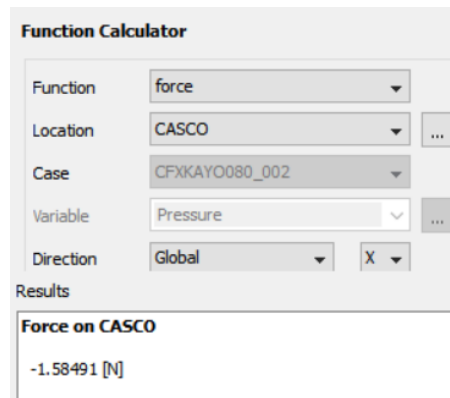 Function Calculator
Function force
Location CASCO ...
Case CFXKAYO080_002
Variable Pressure ...
Direction Global X
Results
Force on CASCO
-1.58491 [N]